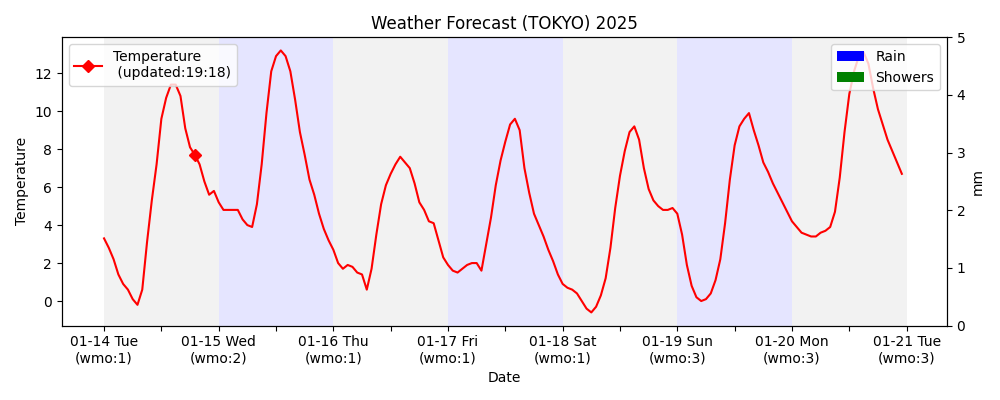 Weather Forecast (TOKYO) 2025
Temperature
(updated:19:18)
Rain
Showers
12
10
8
6
4
2
0
Temperature
5
4
3
2
1
0
mm
01-14 Tue
(wmo:1)
01-15 Wed
(wmo:2)
01-16 Thu
(wmo:1)
01-17 Fri
(wmo:1)
01-18 Sat
(wmo:1)
01-19 Sun
(wmo:3)
01-20 Mon
(wmo:3)
01-21 Tue
(wmo:3)
Date